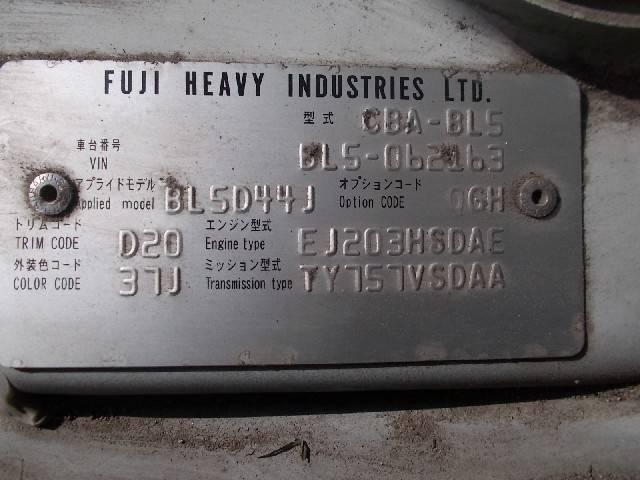 FUJI HEAVY INDUSTRIES LTD.
型式 CBA-BL5
車台番号
VIN BL5-062163
アプライドモデル オプションコード
Applied model BL5D44J Option CODE QGH
トリムコード エンジン型式
TRIM CODE D20 Engine type EJ203HSDAE
外装色コード ミッション型式
COLOR CODE 37J Transmission type TY757VSDAA